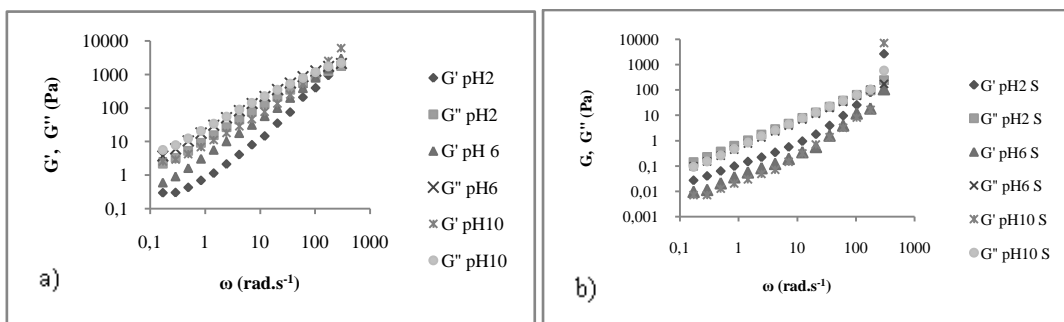 G', G" (Pa)
10000
1000
100
10
1
0,1
0,1 1 10 100 1000
ω (rad.s⁻¹)
G' pH2
G" pH2
G' pH 6
G" pH6
G' pH10
G" pH10
a)
G, G" (Pa)
10000
1000
100
10
1
0,1
0,01
0,001
0,1 1 10 100 1000
ω (rad.s⁻¹)
G' pH2 S
G" pH2 S
G' pH6 S
G" pH6 S
G' pH10 S
G" pH10 S
b)